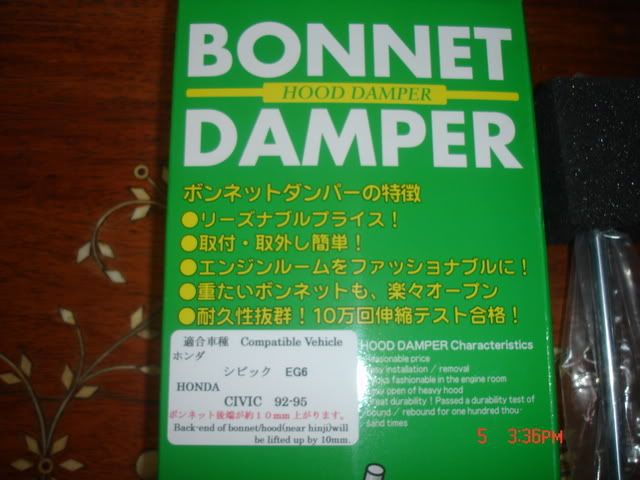 BONNET
HOOD DAMPER
DAMPER
ボンネットダンパーの特徴
●リーズナブルプライス！
●取付・取外し簡単！
●エンジンルームをファッショナブルに！
●重たいボンネットも、楽々オープン
●耐久性抜群！10万回伸縮テスト合格！
適合車種 Compatible Vehicle
ホンダ
シビック EG6
HONDA
CIVIC 92-95
ボンネット後端が約10mm上がります。
Back-end of bonnet/hood(near hinji)will
be lifted up by 10mm.
HOOD DAMPER Characteristics
Reasonable price
installation / removal
fashionable in the engine room
open of heavy hood
durability! Passed a durability test of
/ rebound for one hundred thou-
sand times
5 3:36PM